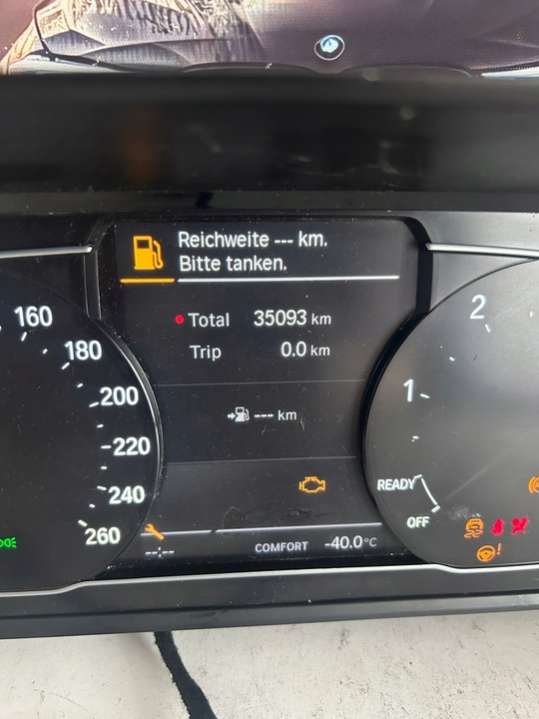 Reichweite --- km.
Bitte tanken.
Total 35093 km
Trip 0.0 km
--- km
--:-- COMFORT -40.0°C
160
180
200
220
240
260
2
1
READY
OFF